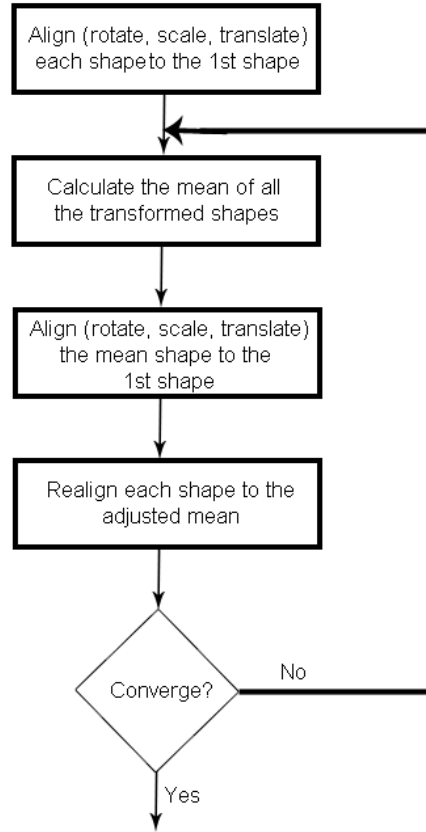 Align (rotate, scale, translate)
each shape to the 1st shape
Calculate the mean of all
the transformed shapes
Align (rotate, scale, translate)
the mean shape to the
1st shape
Realign each shape to the
adjusted mean
Converge?
No
Yes